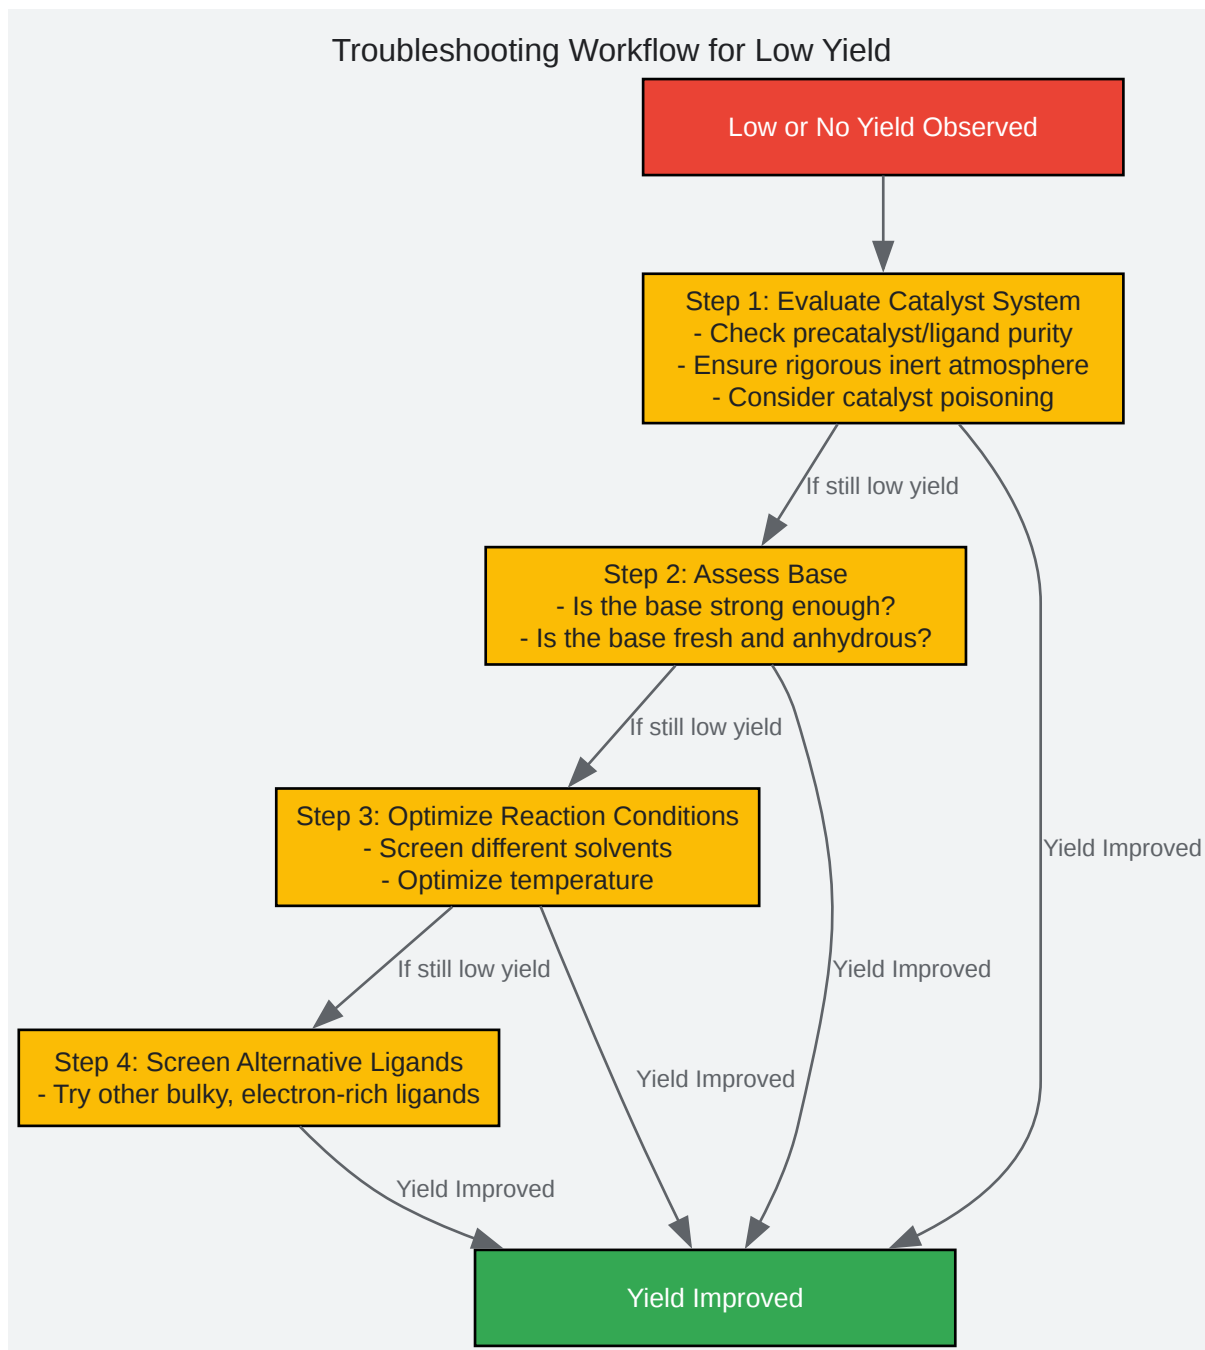 Troubleshooting Workflow for Low Yield
Low or No Yield Observed
Step 1: Evaluate Catalyst System
- Check precatalyst/ligand purity
- Ensure rigorous inert atmosphere
- Consider catalyst poisoning
If still low yield
Step 2: Assess Base
- Is the base strong enough?
- Is the base fresh and anhydrous?
If still low yield
Step 3: Optimize Reaction Conditions
- Screen different solvents
- Optimize temperature
Yield Improved
If still low yield
Yield Improved
Step 4: Screen Alternative Ligands
- Try other bulky, electron-rich ligands
Yield Improved
Yield Improved
Yield Improved